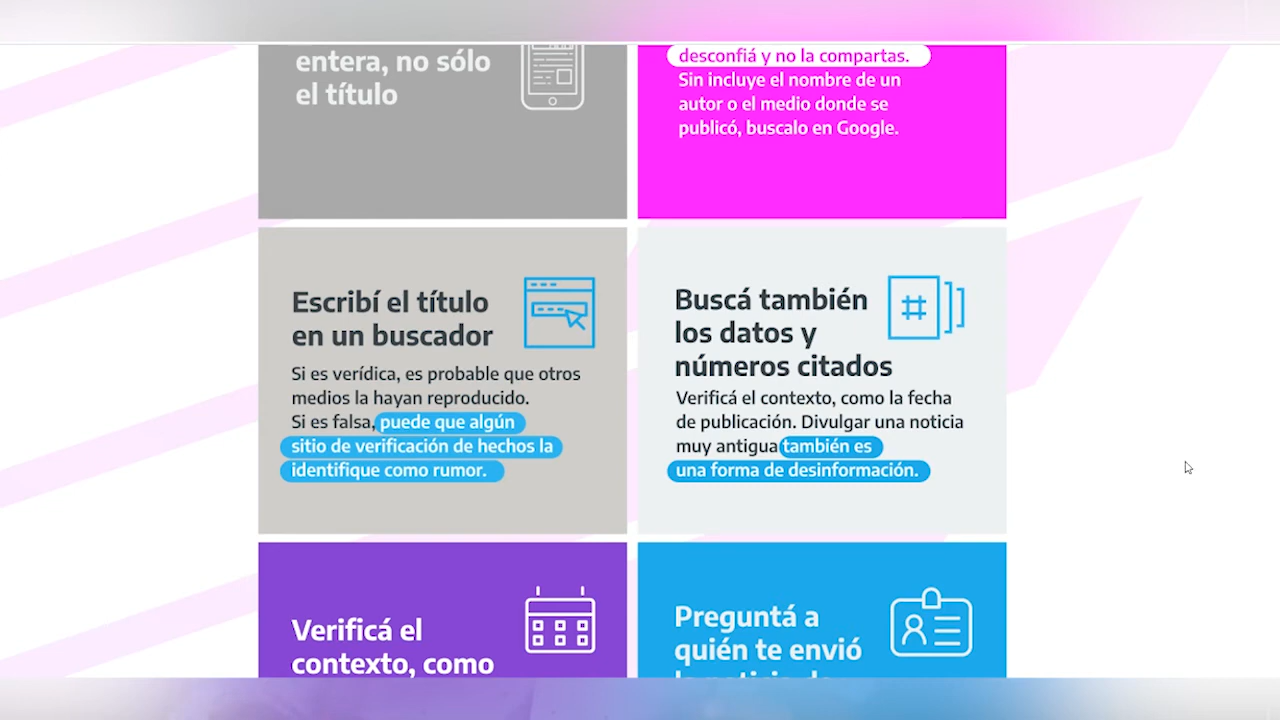 entera, no sólo
el título
desconfiá y no la compartas.
Sin incluye el nombre de un
autor o el medio donde se
publicó, buscalo en Google.
Escribí el título
en un buscador
Si es verídica, es probable que otros
medios la hayan reproducido.
Si es falsa, puede que algún
sitio de verificación de hechos la
identifique como rumor.
Buscá también
los datos y
números citados
Verificá el contexto, como la fecha
de publicación. Divulgar una noticia
muy antigua también es
una forma de desinformación.
Verificá el
contexto, como
Preguntá a
quién te envió